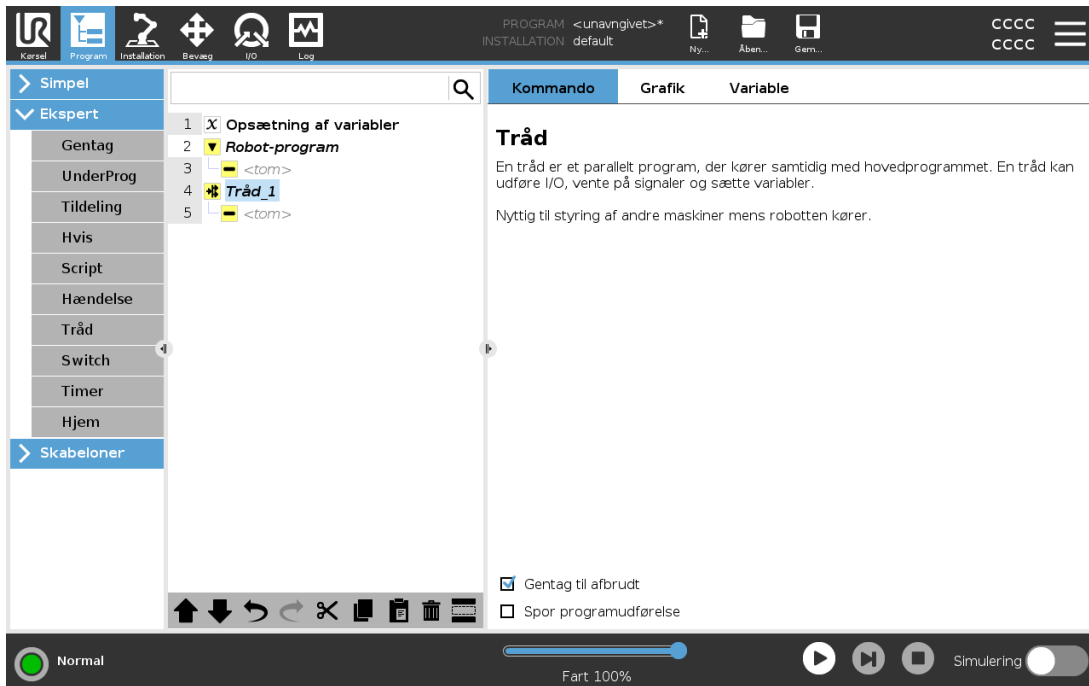 UR
PROGRAM <unavngivet>*
INSTALLATION default
CCCC
CCCC
Kørsel Program Installation Bevæg I/O Log Ny... Åben... Gem...
Simpel
Ekspert
Gentag
UnderProg
Tildeling
Hvis
Script
Hændelse
Tråd
Switch
Timer
Hjem
Skabeloner
1 X Opsætning af variabler
2 Robot-program
3 <tom>
4 Tråd_1
5 <tom>
Kommando Grafik Variable
Tråd
En tråd er et parallelt program, der kører samtidig med hovedprogrammet. En tråd kan
udføre I/O, vente på signaler og sætte variabler.
Nyttig til styring af andre maskiner mens robotten kører.
Gentag til afbrudt
Spor programudførelse
Normal
Fart 100%
Simulering